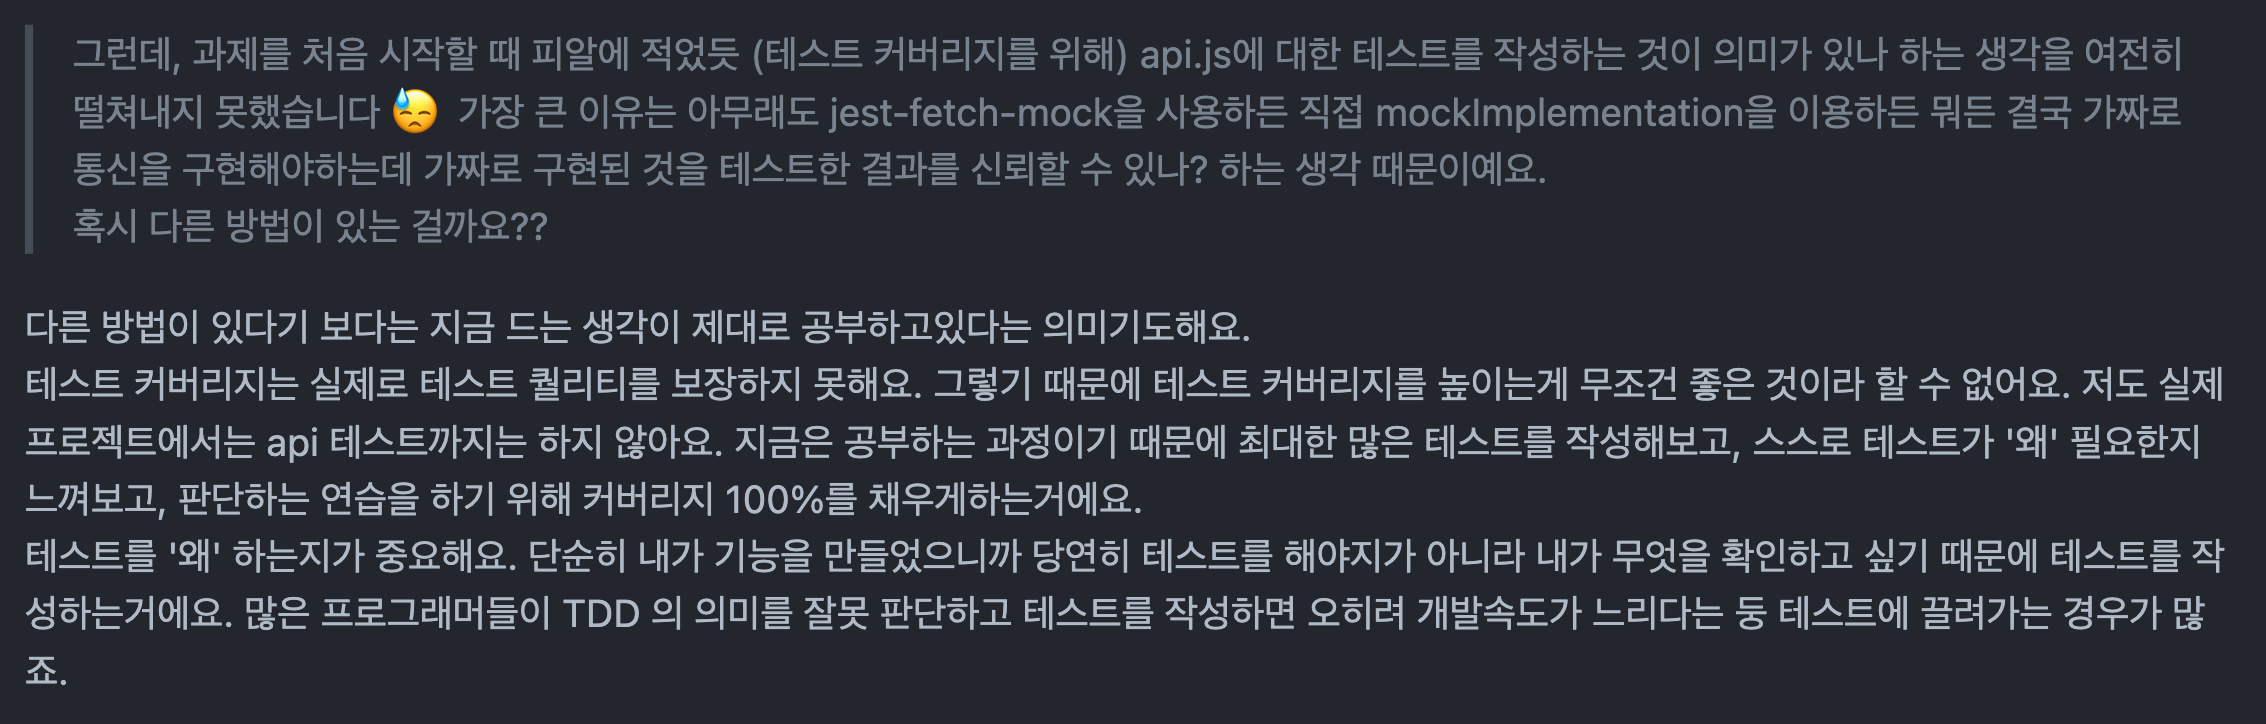 그런데, 과제를 처음 시작할 때 피알에 적었듯 (테스트 커버리지를 위해) api.js에 대한 테스트를 작성하는 것이 의미가 있나 하는 생각을 여전히
떨쳐내지 못했습니다 😓 가장 큰 이유는 아무래도 jest-fetch-mock을 사용하든 직접 mockImplementation을 이용하든 뭐든 결국 가짜로
통신을 구현해야하는데 가짜로 구현된 것을 테스트한 결과를 신뢰할 수 있나? 하는 생각 때문이예요.
혹시 다른 방법이 있는 걸까요??
다른 방법이 있다기 보다는 지금 드는 생각이 제대로 공부하고있다는 의미기도해요.
테스트 커버리지는 실제로 테스트 퀄리티를 보장하지 못해요. 그렇기 때문에 테스트 커버리지를 높이는게 무조건 좋은 것이라 할 수 없어요. 저도 실제
프로젝트에서는 api 테스트까지는 하지 않아요. 지금은 공부하는 과정이기 때문에 최대한 많은 테스트를 작성해보고, 스스로 테스트가 '왜' 필요한지
느껴보고, 판단하는 연습을 하기 위해 커버리지 100%를 채우게하는거에요.
테스트를 '왜' 하는지가 중요해요. 단순히 내가 기능을 만들었으니까 당연히 테스트를 해야지가 아니라 내가 무엇을 확인하고 싶기 때문에 테스트를 작
성하는거에요. 많은 프로그래머들이 TDD 의 의미를 잘못 판단하고 테스트를 작성하면 오히려 개발속도가 느리다는 둥 테스트에 끌려가는 경우가 많
죠.